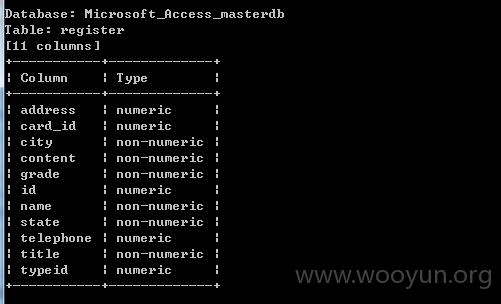 Database: Microsoft_Access_masterdb
Table: register
[11 columns]
+-----------+-------------+
| Column    | Type        |
+-----------+-------------+
| address   | numeric     |
| card_id   | numeric     |
| city      | non-numeric |
| content   | non-numeric |
| grade     | non-numeric |
| id        | numeric     |
| name      | non-numeric |
| state     | non-numeric |
| telephone | numeric     |
| title     | non-numeric |
| typeid    | numeric     |
+-----------+-------------+
www.wooyun.org